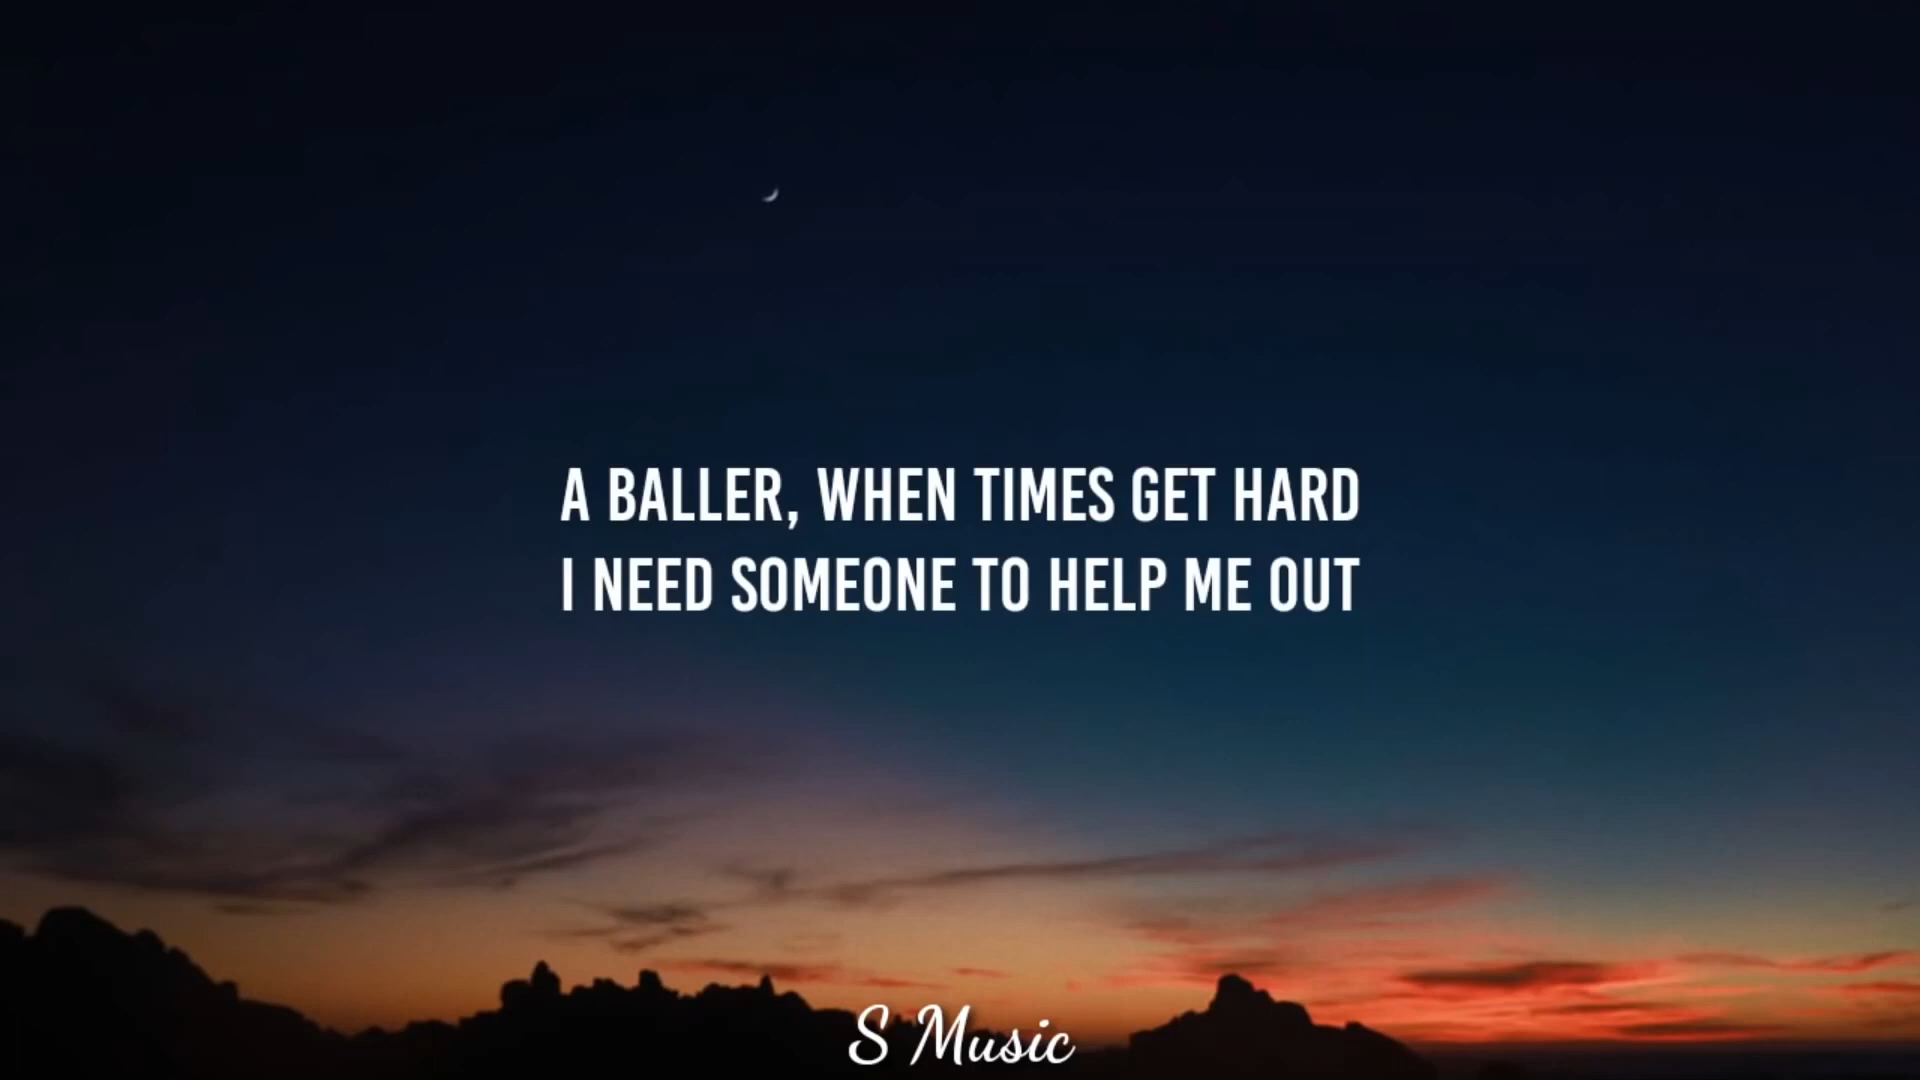 A BALLER, WHEN TIMES GET HARD
I NEED SOMEONE TO HELP ME OUT
S Music